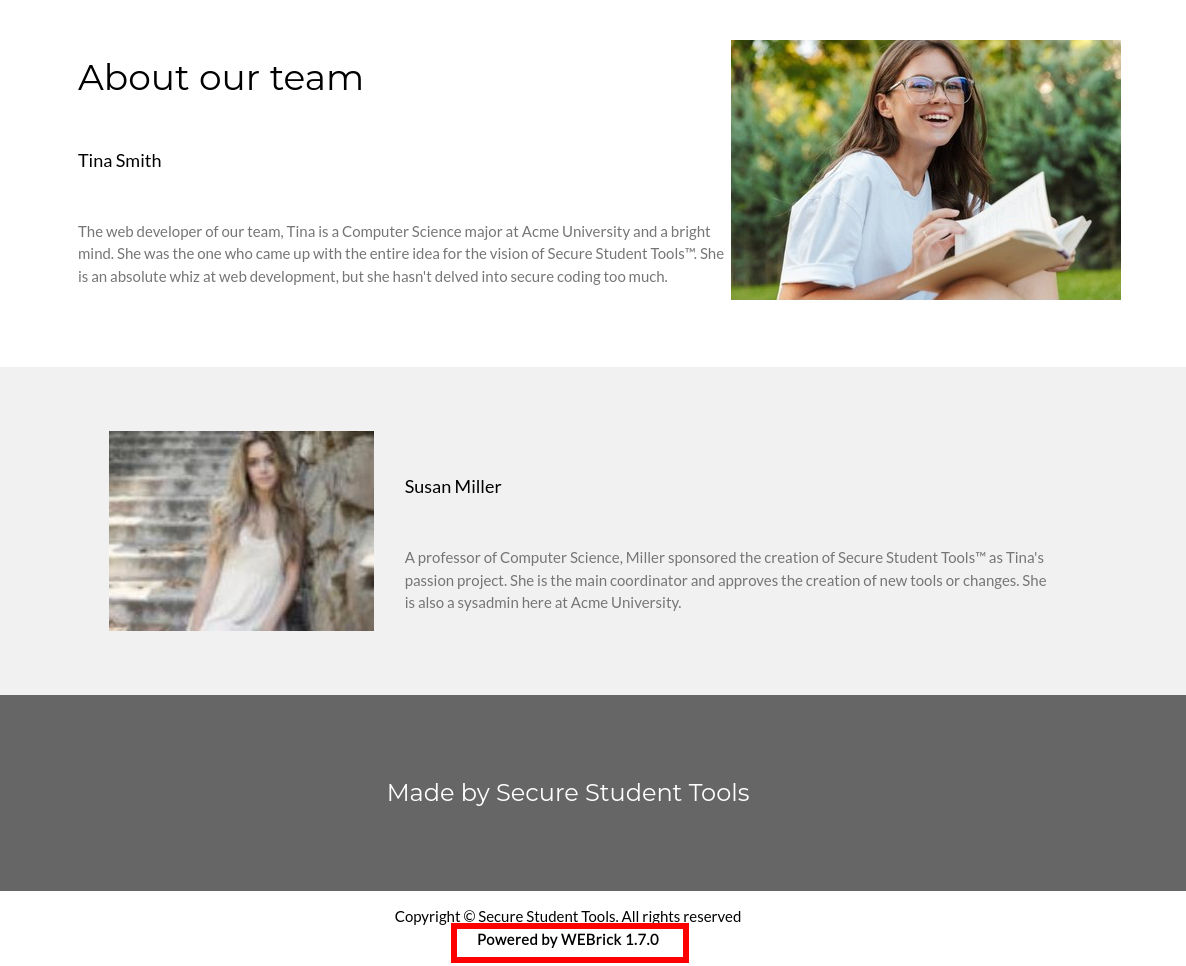 About our team
Tina Smith
The web developer of our team, Tina is a Computer Science major at Acme University and a bright
mind. She was the one who came up with the entire idea for the vision of Secure Student Tools™. She
is an absolute whiz at web development, but she hasn't delved into secure coding too much.
Susan Miller
A professor of Computer Science, Miller sponsored the creation of Secure Student Tools™ as Tina's
passion project. She is the main coordinator and approves the creation of new tools or changes. She
is also a sysadmin here at Acme University.
Made by Secure Student Tools
Copyright © Secure Student Tools. All rights reserved
Powered by WEBrick 1.7.0